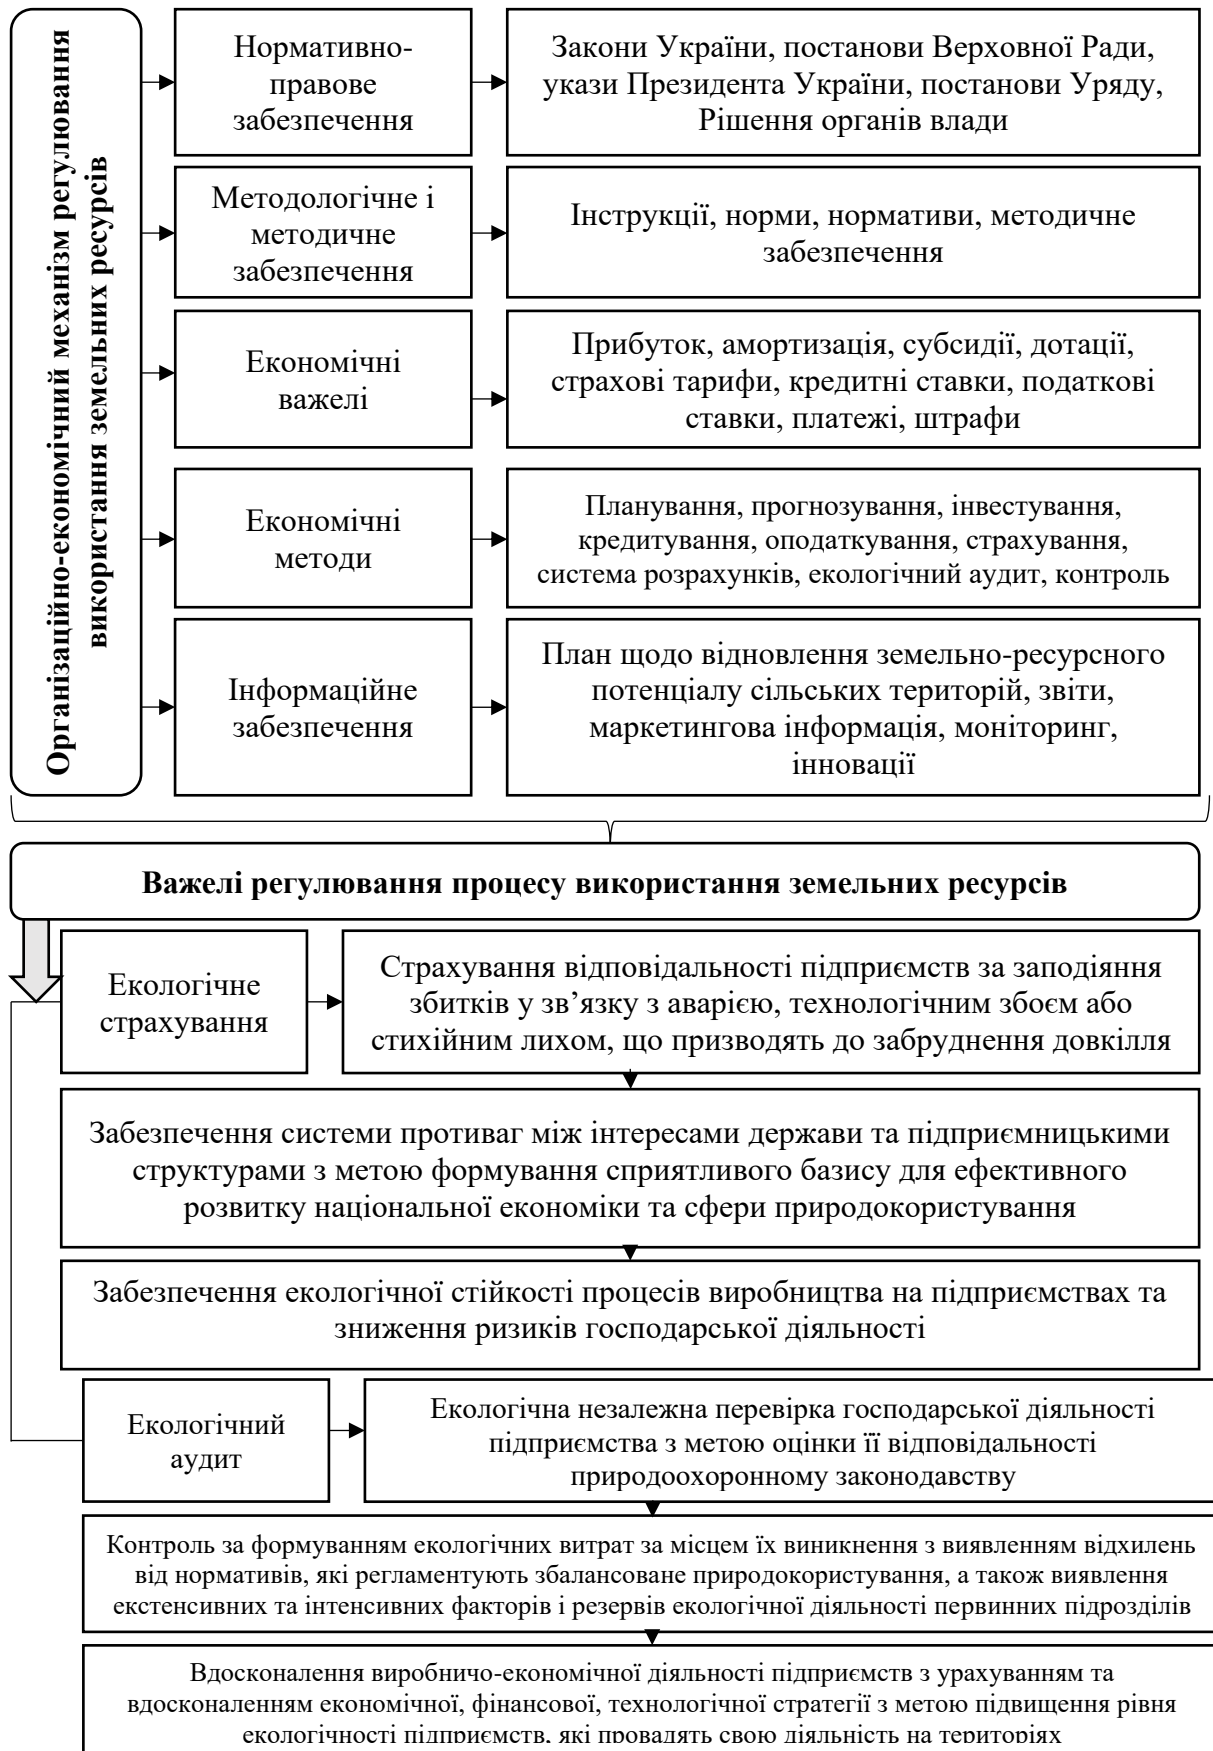 Організаційно-економічний механізм регулювання
використання земельних ресурсів
Нормативно-
правове
забезпечення
Закони України, постанови Верховної Ради,
укази Президента України, постанови Уряду,
Рішення органів влади
Методологічне і
методичне
забезпечення
Інструкції, норми, нормативи, методичне
забезпечення
Економічні
важелі
Прибуток, амортизація, субсидії, дотації,
страхові тарифи, кредитні ставки, податкові
ставки, платежі, штрафи
Економічні
методи
Планування, прогнозування, інвестування,
кредитування, оподаткування, страхування,
система розрахунків, екологічний аудит, контроль
Інформаційне
забезпечення
План щодо відновлення земельно-ресурсного
потенціалу сільських територій, звіти,
маркетингова інформація, моніторинг,
інновації
Важелі регулювання процесу використання земельних ресурсів
Екологічне
страхування
Страхування відповідальності підприємств за заподіяння
збитків у зв’язку з аварією, технологічним збоєм або
стихійним лихом, що призводять до забруднення довкілля
Забезпечення системи противаг між інтересами держави та підприємницькими
структурами з метою формування сприятливого базису для ефективного
розвитку національної економіки та сфери природокористування
Забезпечення екологічної стійкості процесів виробництва на підприємствах та
зниження ризиків господарської діяльності
Екологічний
аудит
Екологічна незалежна перевірка господарської діяльності
підприємства з метою оцінки її відповідальності
природоохоронному законодавству
Контроль за формуванням екологічних витрат за місцем їх виникнення з виявленням відхилень
від нормативів, які регламентують збалансоване природокористування, а також виявлення
екстенсивних та інтенсивних факторів і резервів екологічної діяльності первинних підрозділів
Вдосконалення виробничо-економічної діяльності підприємств з урахуванням та
вдосконаленням економічної, фінансової, технологічної стратегії з метою підвищення рівня
екологічності підприємств, які провадять свою діяльність на територіях